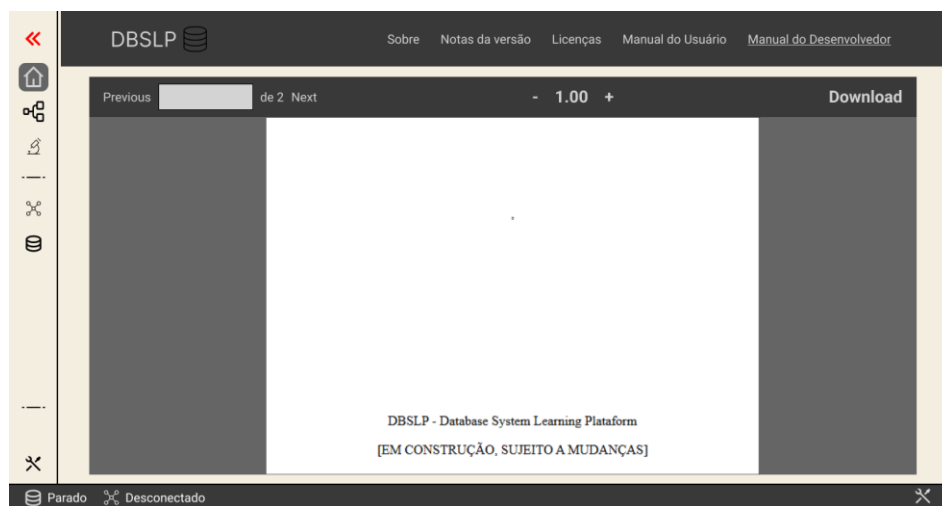 DBSLP
Sobre Notas da versão Licenças Manual do Usuário Manual do Desenvolvedor
Previous de 2 Next - 1.00 + Download
DBSLP - Database System Learning Plataform
[EM CONSTRUÇÃO, SUJEITO A MUDANÇAS]
Parado Desconectado